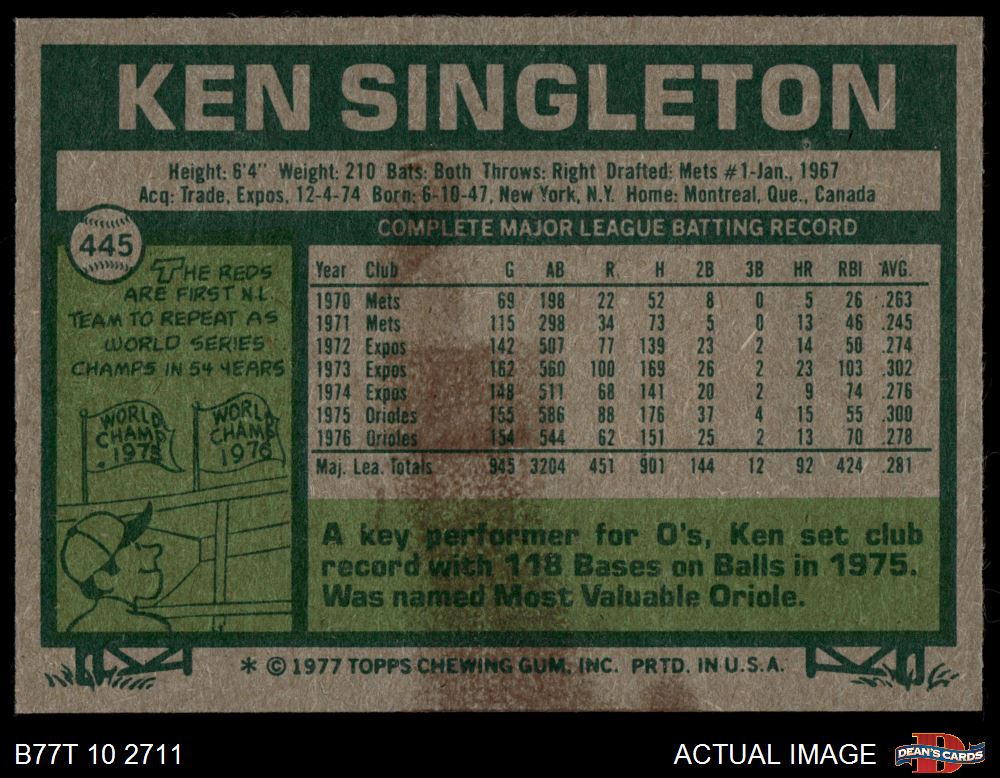 KEN SINGLETON
Height: 6'4" Weight: 210 Bats: Both Throws: Right Drafted: Mets #1-Jan., 1967
Acq: Trade, Expos, 12-4-74 Born: 6-10-47, New York, N.Y. Home: Montreal, Que., Canada
445
THE REDS
ARE FIRST N.L.
TEAM TO REPEAT AS
WORLD SERIES
CHAMPS IN 54 YEARS
WORLD CHAMP 1975
WORLD CHAMP 1976
COMPLETE MAJOR LEAGUE BATTING RECORD
Year Club G AB R H 2B 3B HR RBI AVG.
1970 Mets 69 198 22 52 8 0 5 26 .263
1971 Mets 115 298 34 73 5 0 13 46 .245
1972 Expos 142 507 77 139 23 2 14 50 .274
1973 Expos 162 560 100 169 26 2 23 103 .302
1974 Expos 148 511 68 141 20 2 9 74 .276
1975 Orioles 155 586 88 176 37 4 15 55 .300
1976 Orioles 154 544 62 151 25 2 13 70 .278
Maj. Lea. Totals 945 3204 451 901 144 12 92 424 .281
A key performer for O's, Ken set club
record with 118 Bases on Balls in 1975.
Was named Most Valuable Oriole.
* © 1977 TOPPS CHEWING GUM, INC. PRTD. IN U.S.A.
B77T 10 2711
ACTUAL IMAGE
DEAN'S CARDS